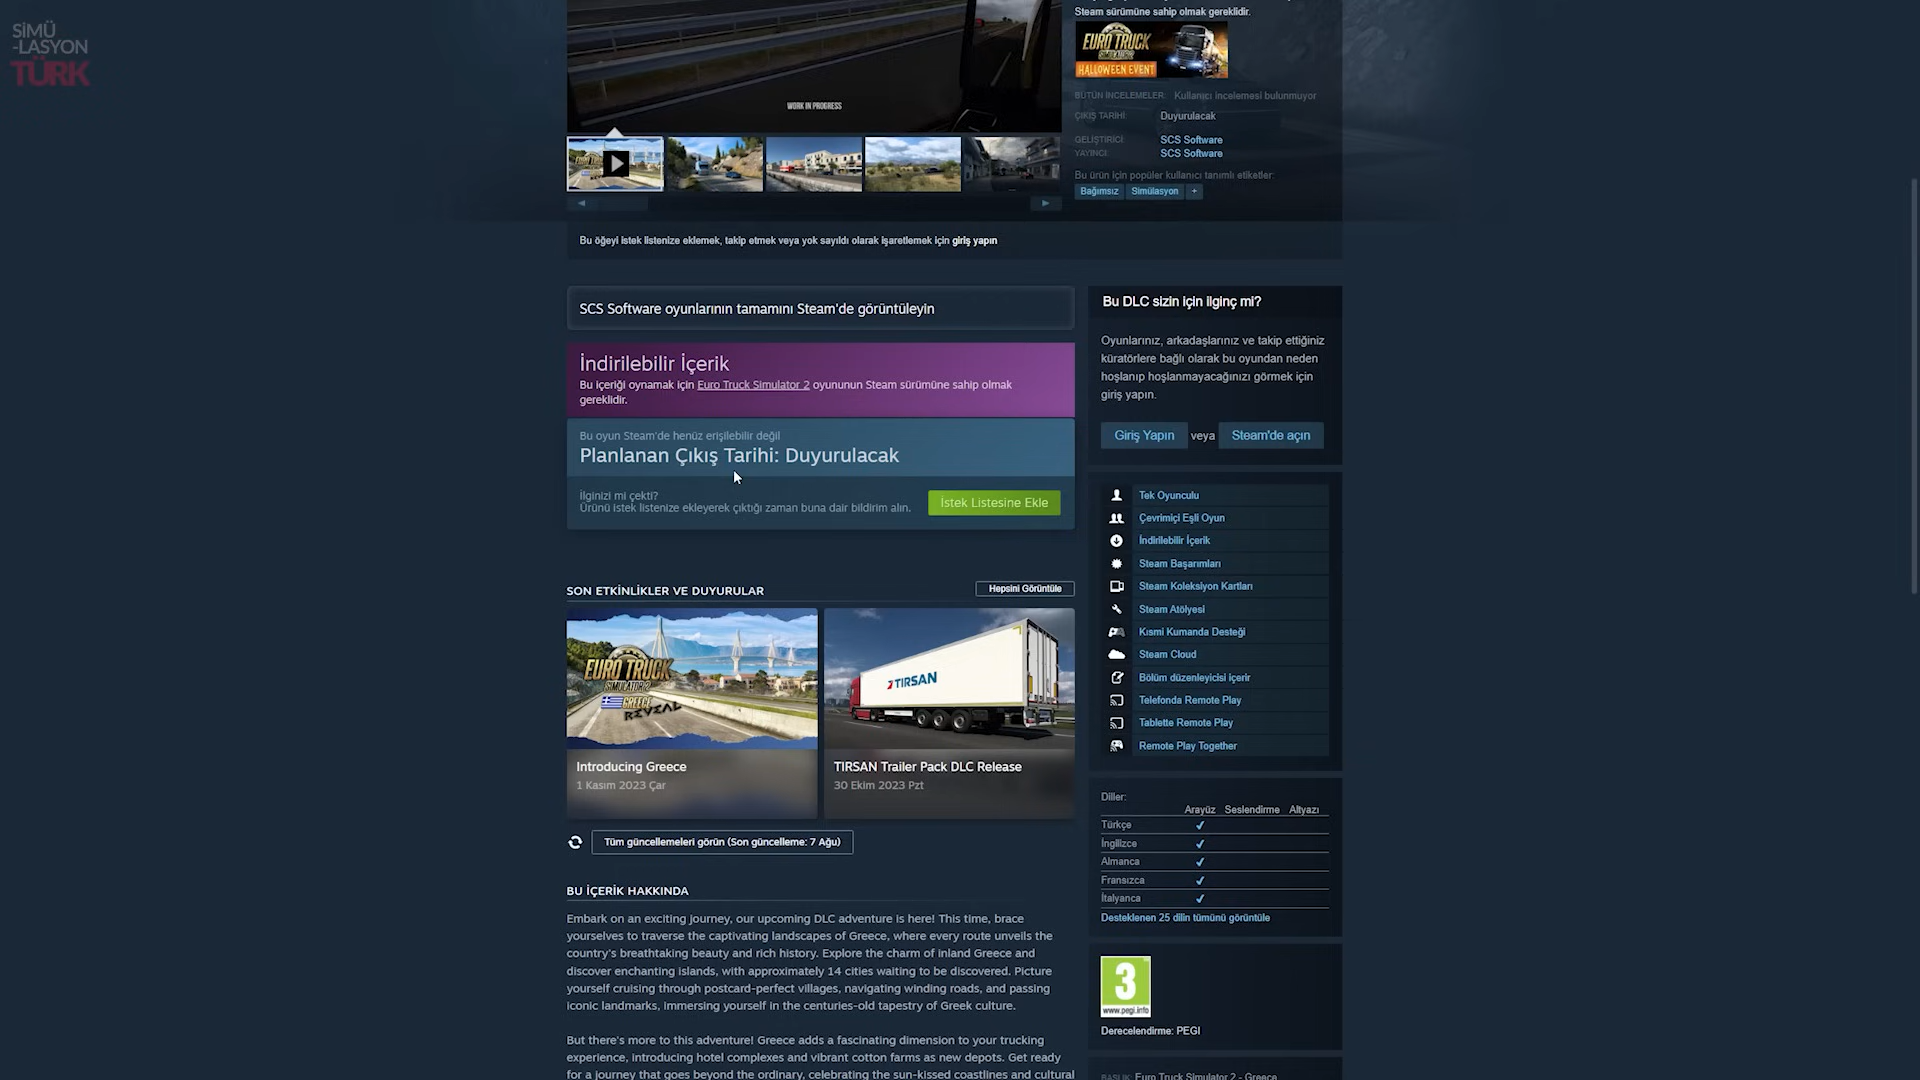 SİMÜ
-LASYON
TÜRK
Steam sürümüne sahip olmak gereklidir.
WORK IN PROGRESS
EURO TRUCK
SIMULATOR 2
HALLOWEEN EVENT
BÜTÜN İNCELEMELER: Kullanıcı incelemesi bulunmuyor
ÇIKIŞ TARİHİ: Duyurulacak
GELİŞTİRİCİ: SCS Software
YAYINCI: SCS Software
Bu ürün için popüler kullanıcı tanımlı etiketler:
Bağımsız Simülasyon +
Bu öğeyi istek listenize eklemek, takip etmek veya yok sayıldı olarak işaretlemek için giriş yapın
SCS Software oyunlarının tamamını Steam'de görüntüleyin
İndirilebilir İçerik
Bu içeriği oynamak için Euro Truck Simulator 2 oyununun Steam sürümüne sahip olmak
gereklidir.
Bu oyun Steam'de henüz erişilebilir değil
Planlanan Çıkış Tarihi: Duyurulacak
İlginizi mi çekti?
Ürünü istek listenize ekleyerek çıktığı zaman buna dair bildirim alın.
İstek Listesine Ekle
Bu DLC sizin için ilginç mi?
Oyunlarınız, arkadaşlarınız ve takip ettiğiniz
küratörlere bağlı olarak bu oyundan neden
hoşlanıp hoşlanmayacağınızı görmek için
giriş yapın.
Giriş Yapın veya Steam'de açın
Tek Oyunculu
Çevrimiçi Eşli Oyun
İndirilebilir İçerik
Steam Başarımları
Steam Koleksiyon Kartları
Steam Atölyesi
Kısmi Kumanda Desteği
Steam Cloud
Bölüm düzenleyicisi içerir
Telefonda Remote Play
Tablette Remote Play
Remote Play Together
SON ETKİNLİKLER VE DUYURULAR
Hepsini Görüntüle
EURO TRUCK
SIMULATOR 2
GREECE
REVEAL
TIRSAN
Introducing Greece
1 Kasım 2023 Çar
TIRSAN Trailer Pack DLC Release
30 Ekim 2023 Pzt
Tüm güncellemeleri görün (Son güncelleme: 7 Ağu)
Diller:
Arayüz Seslendirme Altyazı
Türkçe ✔
İngilizce ✔
Almanca ✔
Fransızca ✔
İtalyanca ✔
Desteklenen 25 dilin tümünü görüntüle
BU İÇERİK HAKKINDA
Embark on an exciting journey, our upcoming DLC adventure is here! This time, brace
yourselves to traverse the captivating landscapes of Greece, where every route unveils the
country's breathtaking beauty and rich history. Explore the charm of inland Greece and
discover enchanting islands, with approximately 14 cities waiting to be discovered. Picture
yourself cruising through postcard-perfect villages, navigating winding roads, and passing
iconic landmarks, immersing yourself in the centuries-old tapestry of Greek culture.
But there's more to this adventure! Greece adds a fascinating dimension to your trucking
experience, introducing hotel complexes and vibrant cotton farms as new depots. Get ready
for a journey that goes beyond the ordinary, celebrating the sun-kissed coastlines and cultural
3
www.pegi.info
Derecelendirme: PEGI
BAŞLIK: Euro Truck Simulator 2 - Greece